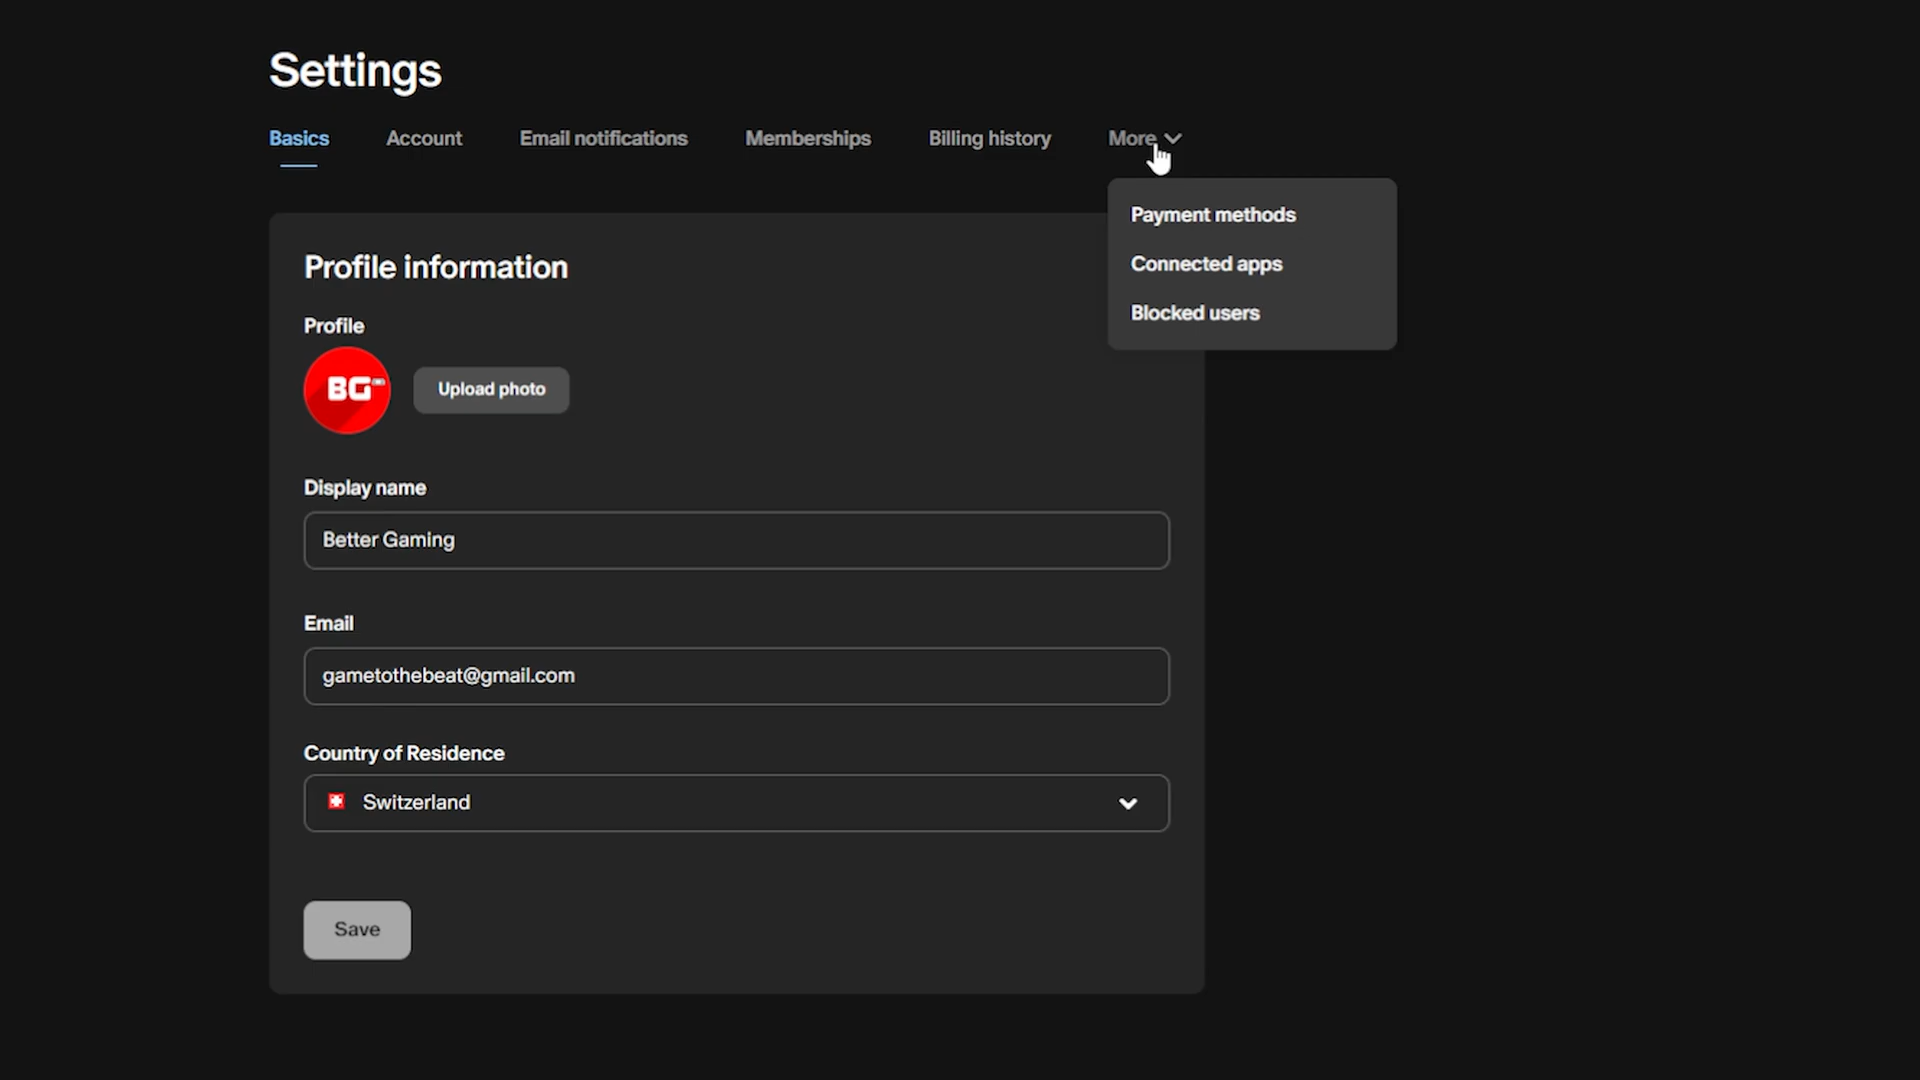 Settings
Basics Account Email notifications Memberships Billing history More
Payment methods
Connected apps
Blocked users
Profile information
Profile
BG
Upload photo
Display name
Better Gaming
Email
gametothebeat@gmail.com
Country of Residence
Switzerland
Save